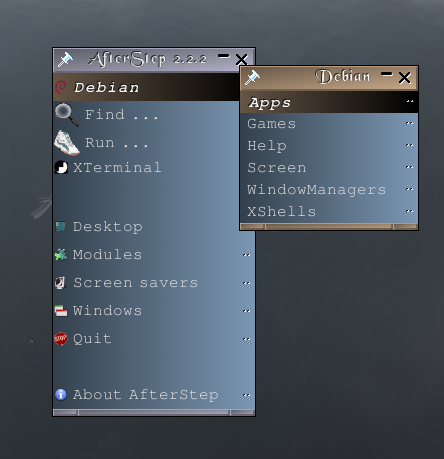 AfterStep 2.2.2
Debian
Find ...
Run ...
XTerminal
Desktop
Modules
Screen savers
Windows
STOP
Quit
About AfterStep
Debian
Apps
Games
Help
Screen
WindowManagers
XShells